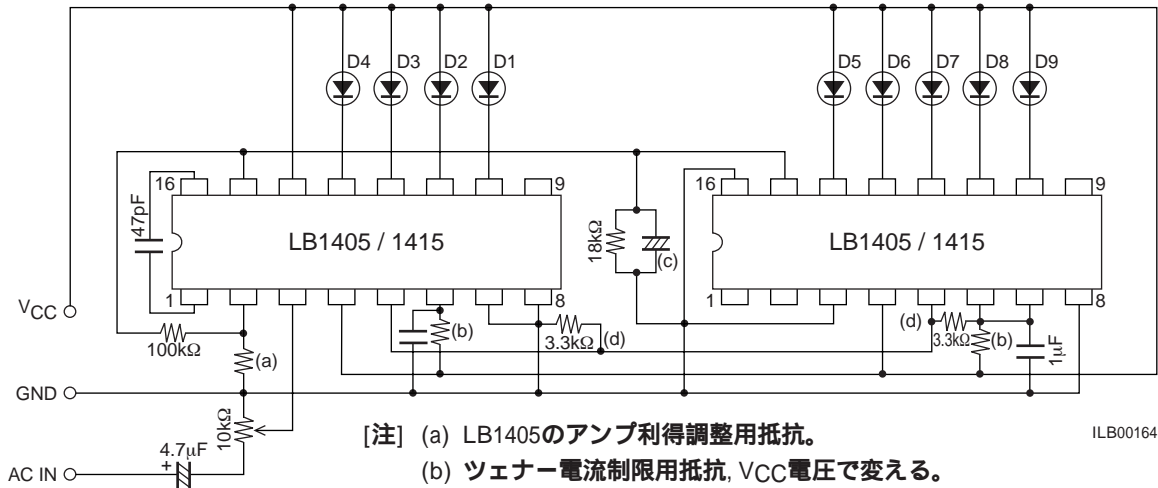 D4 D3 D2 D1 D5 D6 D7 D8 D9
16 9 16 9
47pF
LB1405 / 1415
18kΩ
(c)
LB1405 / 1415
1 8 1 8
VCC
100kΩ
(a)
(b)
3.3kΩ
(d)
(d)
3.3kΩ
(b)
1μF
GND
10kΩ
4.7μF
+
AC IN
[注] (a) LB1405のアンプ利得調整用抵抗。
(b) ツェナー電流制限用抵抗, VCC電圧で変える。
ILB00164